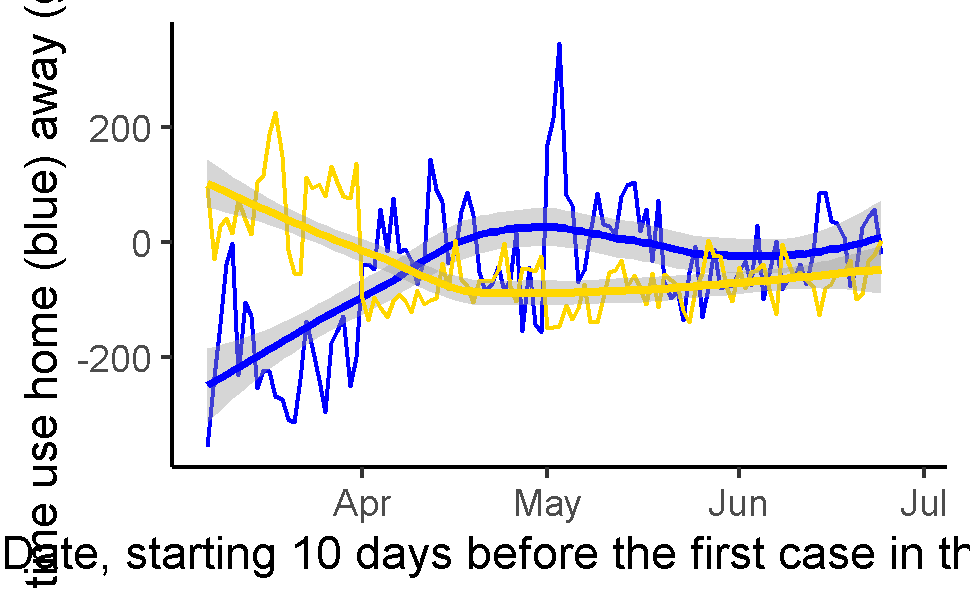 time use home (blue) away (
200
0
-200
Apr May Jun Jul
Date, starting 10 days before the first case in th